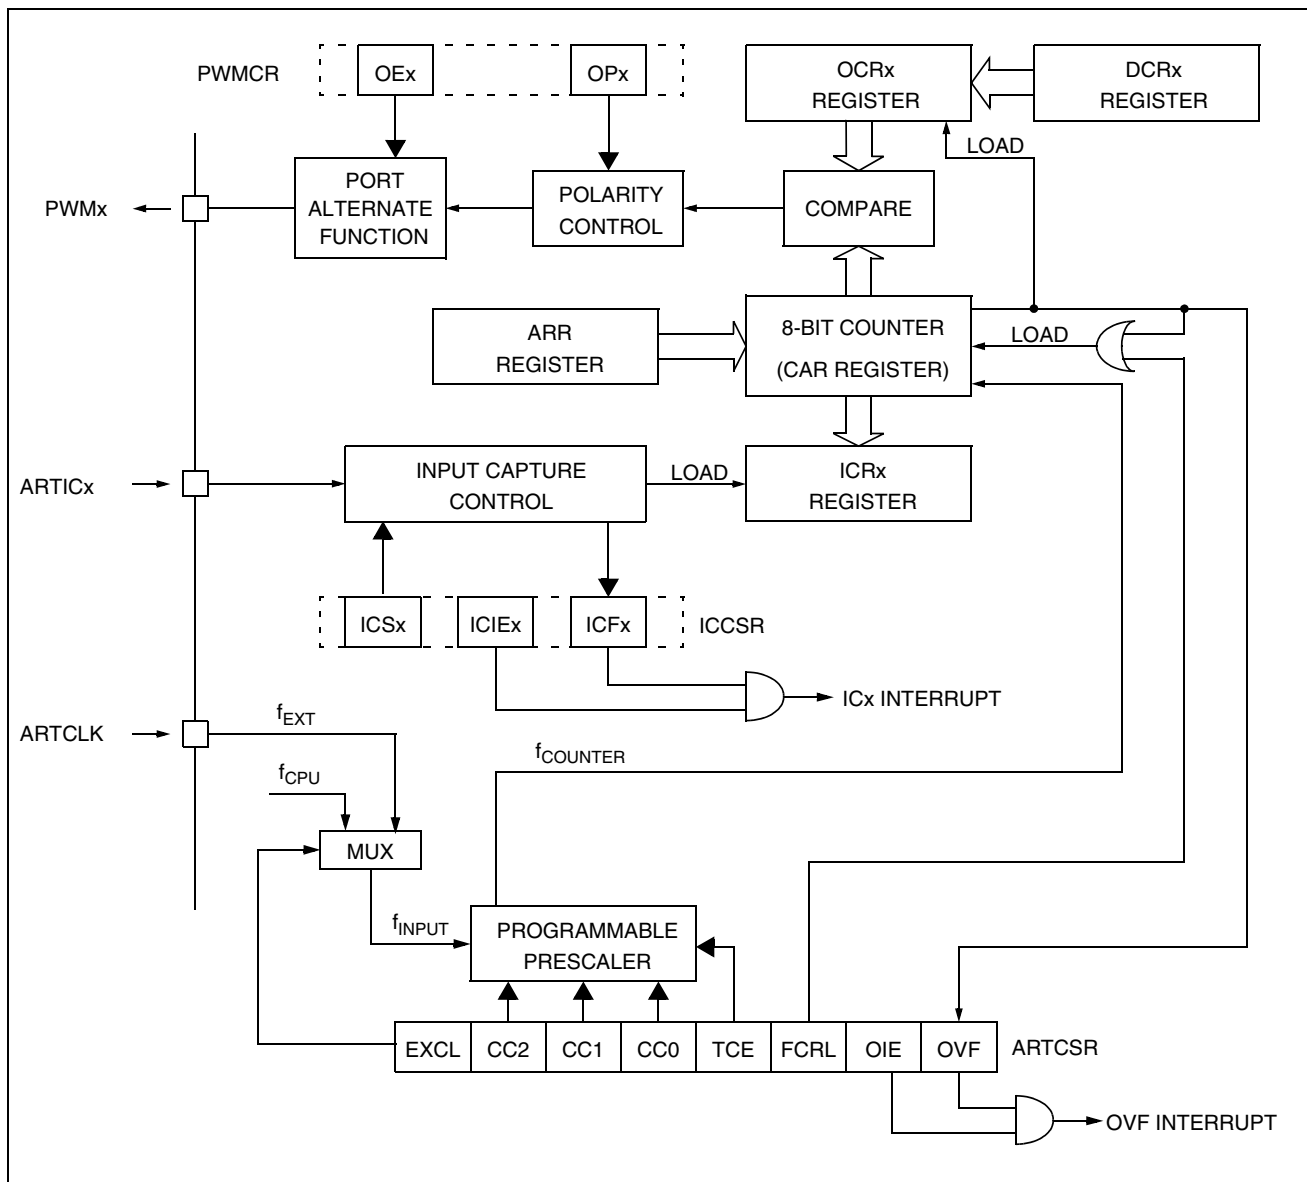 PWMCR
OEx
OPx
OCRx
REGISTER
DCRx
REGISTER
LOAD
PWMx
PORT
ALTERNATE
FUNCTION
POLARITY
CONTROL
COMPARE
ARR
REGISTER
8-BIT COUNTER
(CAR REGISTER)
LOAD
ARTICx
INPUT CAPTURE
CONTROL
LOAD
ICRx
REGISTER
ICSx
ICIEx
ICFx
ICCSR
ICx INTERRUPT
ARTCLK
fEXT
fCPU
fCOUNTER
MUX
fINPUT
PROGRAMMABLE
PRESCALER
EXCL
CC2
CC1
CC0
TCE
FCRL
OIE
OVF
ARTCSR
OVF INTERRUPT